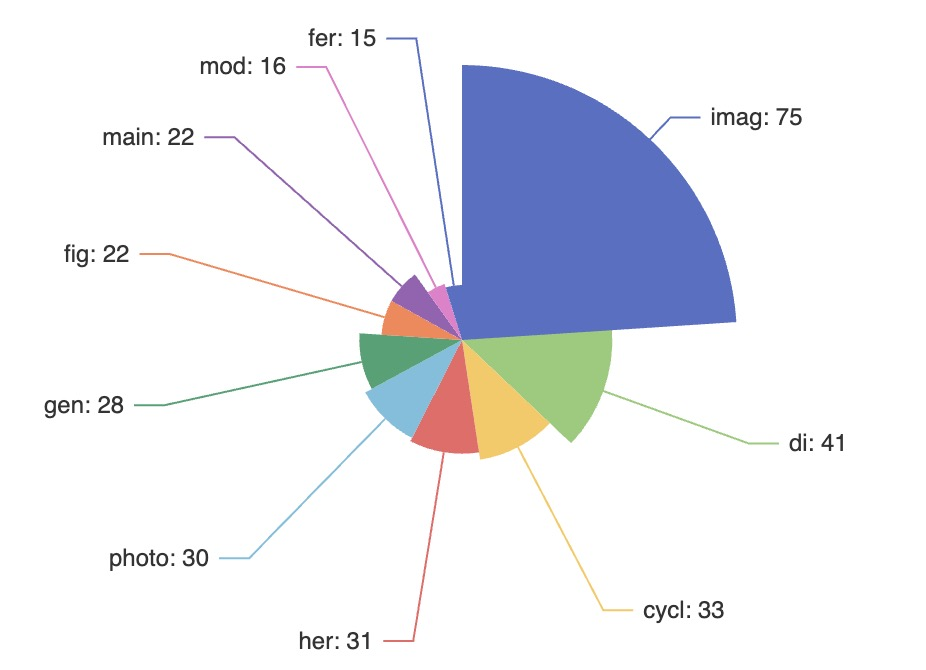 fer: 15
mod: 16
imag: 75
main: 22
fig: 22
gen: 28
di: 41
photo: 30
cycl: 33
her: 31